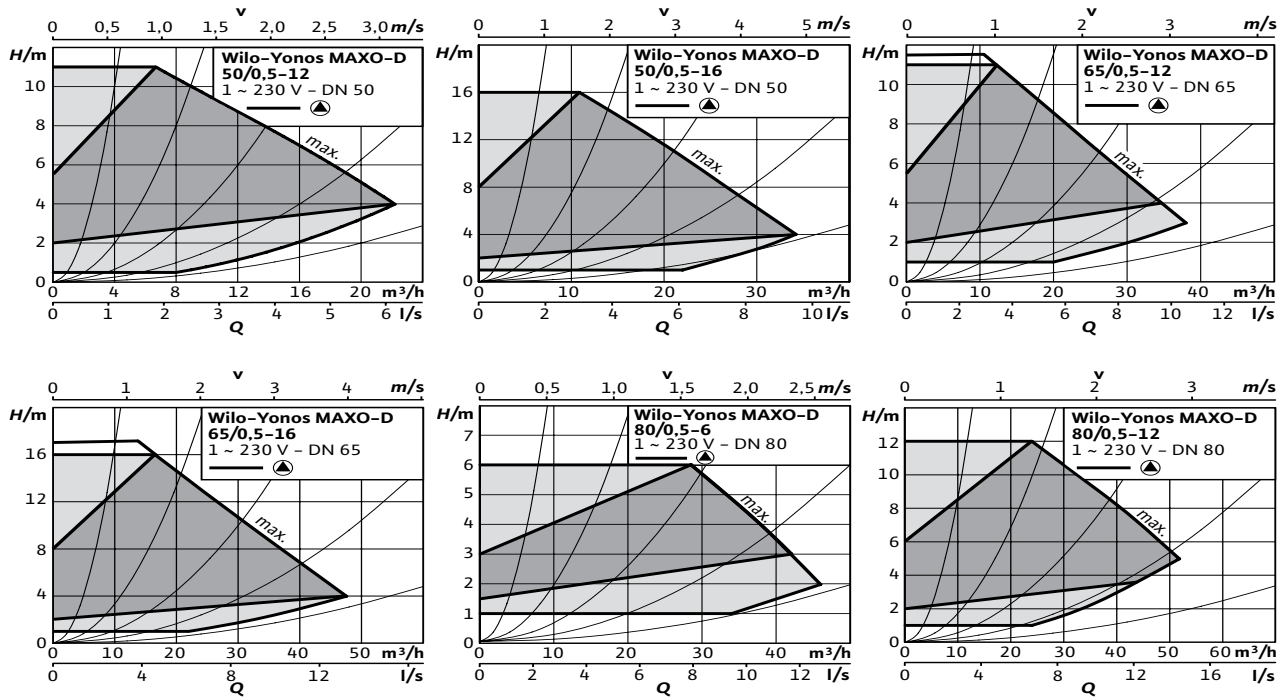 v
0 0,5 1,0 1,5 2,0 2,5 3,0 m/s
H/m
Wilo-Yonos MAXO-D
50/0,5-12
1 ~ 230 V - DN 50
10
8
6
4
2
0
max.
0 4 8 12 16 20 m³/h
0 1 2 3 4 5 6 l/s
Q
v
0 1 2 3 4 5 m/s
H/m
Wilo-Yonos MAXO-D
50/0,5-16
1 ~ 230 V - DN 50
16
12
8
4
0
max.
0 10 20 30 m³/h
0 2 4 6 8 10 l/s
Q
v
0 1 2 3 m/s
H/m
Wilo-Yonos MAXO-D
65/0,5-12
1 ~ 230 V - DN 65
10
8
6
4
2
0
max.
0 10 20 30 40 m³/h
0 2 4 6 8 10 12 l/s
Q
v
0 1 2 3 4 m/s
H/m
Wilo-Yonos MAXO-D
65/0,5-16
1 ~ 230 V - DN 65
16
12
8
4
0
max.
0 10 20 30 40 50 m³/h
0 4 8 12 l/s
Q
v
0 0,5 1,0 1,5 2,0 2,5 m/s
H/m
Wilo-Yonos MAXO-D
80/0,5-6
1 ~ 230 V - DN 80
7
6
5
4
3
2
1
0
max.
0 10 20 30 40 m³/h
0 2 4 6 8 10 12 l/s
Q
v
0 1 2 3 m/s
H/m
Wilo-Yonos MAXO-D
80/0,5-12
1 ~ 230 V - DN 80
12
10
8
6
4
2
0
max.
0 10 20 30 40 50 60 m³/h
0 4 8 12 16 l/s
Q